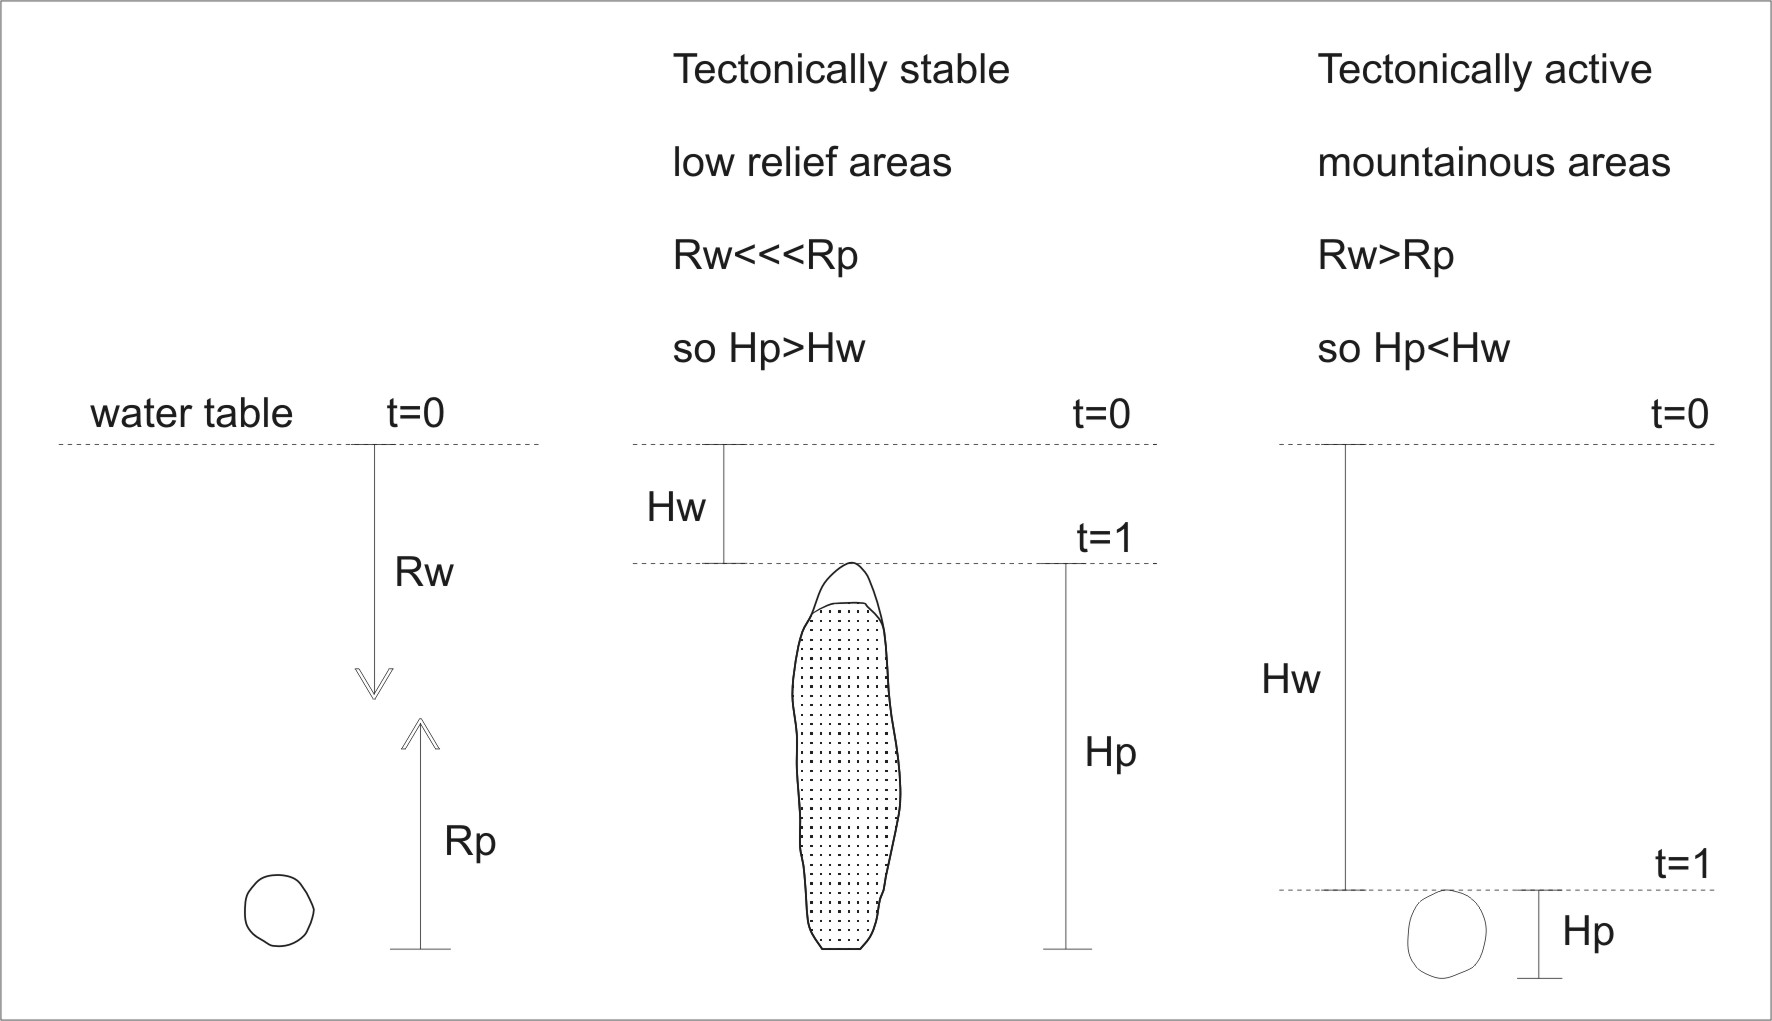 Tectonically stable
low relief areas
Rw<<<Rp
so Hp>Hw
Tectonically active
mountainous areas
Rw>Rp
so Hp<Hw
water table t=0
Rw
Rp
t=0
Hw
t=1
Hp
t=0
Hw
t=1
Hp